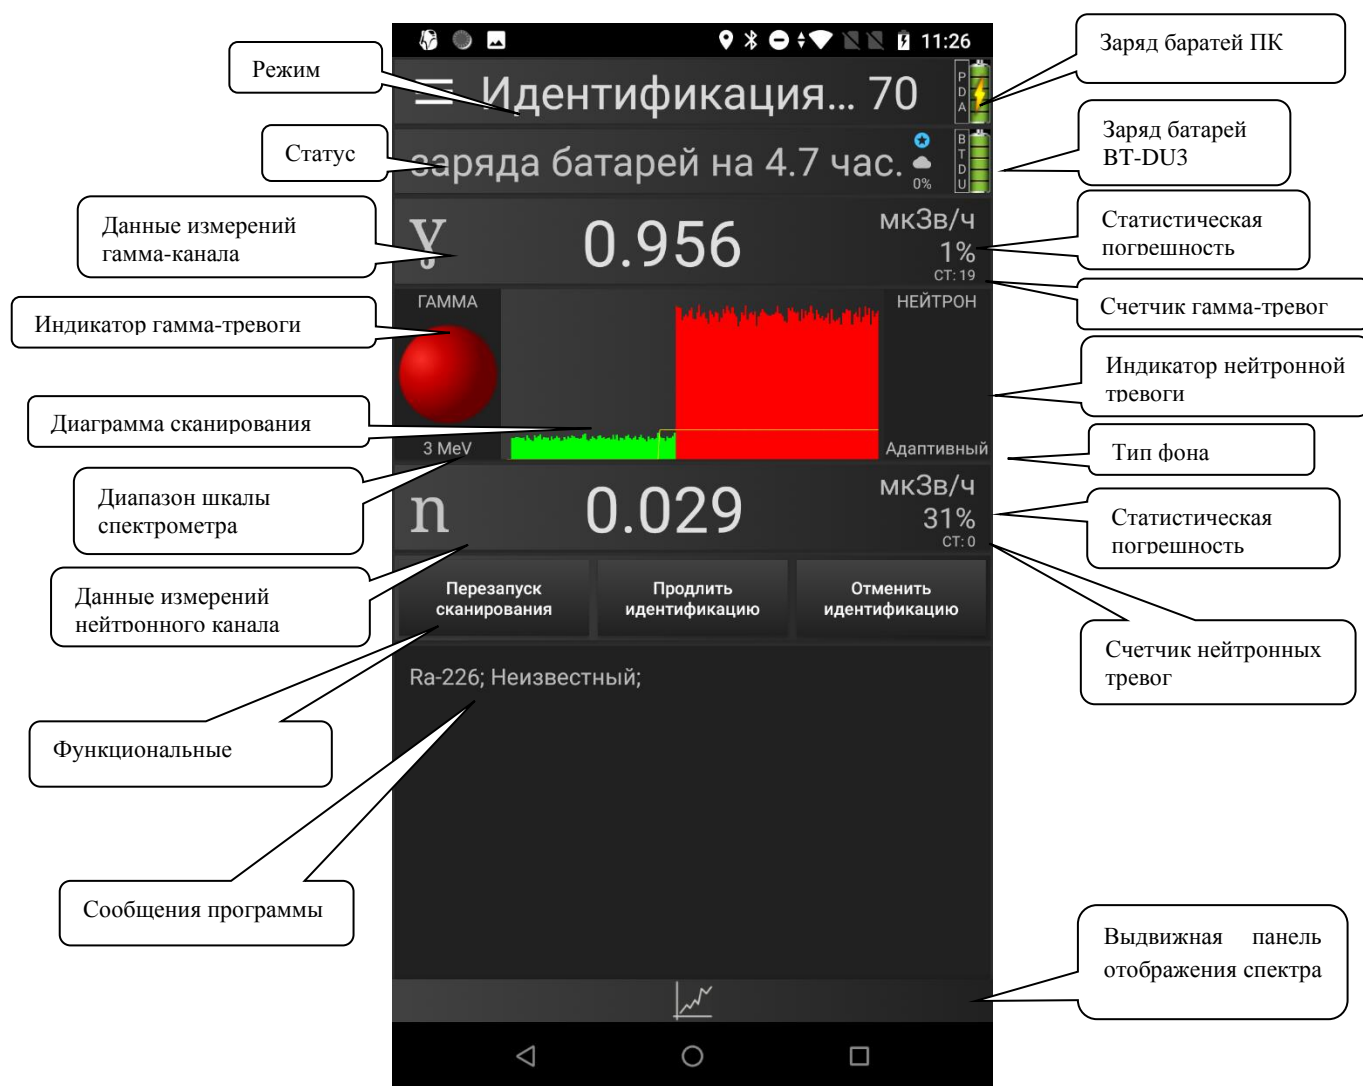 11:26
Заряд баратей ПК
Режим
Идентификация... 70
PDA
Статус
заряда батарей на 4.7 час.
0%
BTDU
Заряд батарей
BT-DU3
Данные измерений
гамма-канала
γ
0.956
мкЗв/ч
1%
СТ: 19
Статистическая
погрешность
Счетчик гамма-тревог
Индикатор гамма-тревоги
ГАММА
НЕЙТРОН
Индикатор нейтронной
тревоги
Диаграмма сканирования
3 MeV
Адаптивный
Тип фона
Диапазон шкалы
спектрометра
n
0.029
мкЗв/ч
31%
СТ: 0
Статистическая
погрешность
Данные измерений
нейтронного канала
Перезапуск
сканирования
Продлить
идентификацию
Отменить
идентификацию
Счетчик нейтронных
тревог
Ra-226; Неизвестный;
Функциональные
Сообщения программы
Выдвижная панель
отображения спектра